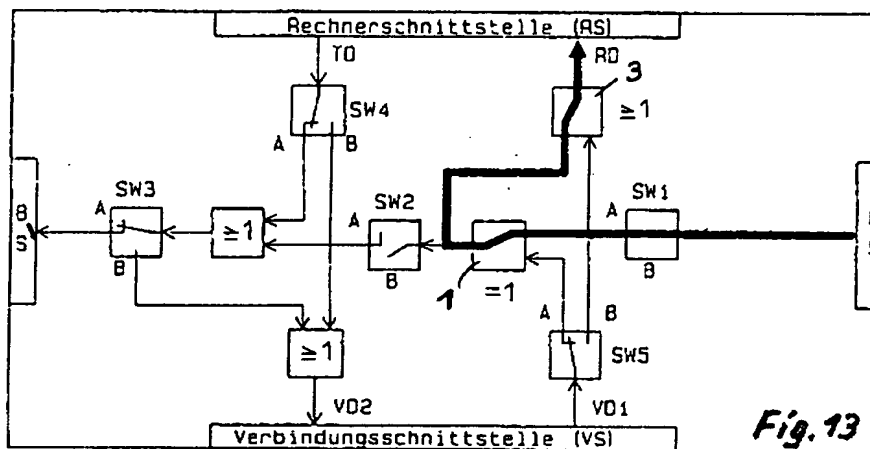 Rechnerschnittstelle (RS)
TD
RD
3
SW4
≥1
A
B
SW3
A
B
BS
≥1
SW2
A
B
SW1
A
B
1
=1
A
B
SW5
≥1
VD2
VD1
Verbindungsschnittstelle (VS)
Fig. 13